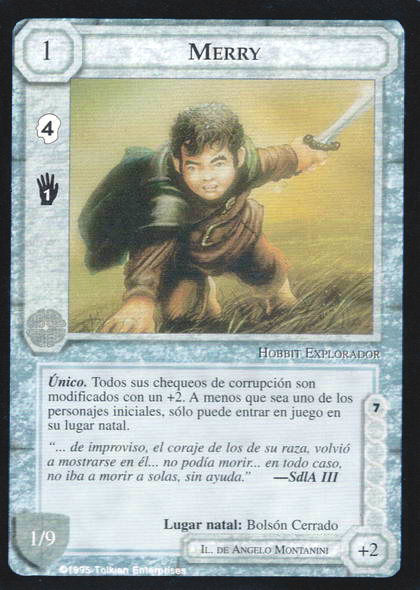 1
MERRY
4
1
HOBBIT EXPLORADOR
Único. Todos sus chequeos de corrupción son
modificados con un +2. A menos que sea uno de los
personajes iniciales, sólo puede entrar en juego en
su lugar natal.
7
“... de improviso, el coraje de los de su raza, volvió
a mostrarse en él... no podía morir... en todo caso,
no iba a morir a solas, sin ayuda.” —SdlA III
Lugar natal: Bolsón Cerrado
1/9
IL. DE ANGELO MONTANINI
+2
©1995 Tolkien Enterprises